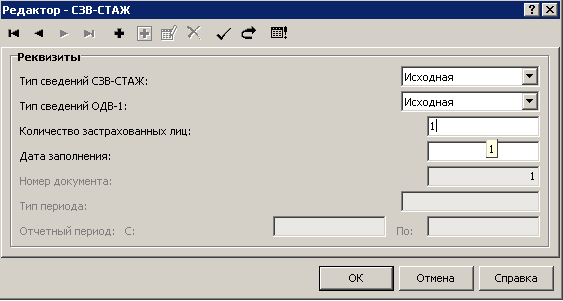 Редактор - СЗВ-СТАЖ
Реквизиты
Тип сведений СЗВ-СТАЖ: Исходная
Тип сведений ОДВ-1: Исходная
Количество застрахованных лиц: 1
1
Дата заполнения:
Номер документа: 1
Тип периода:
Отчетный период: С: По:
ОК Отмена Справка